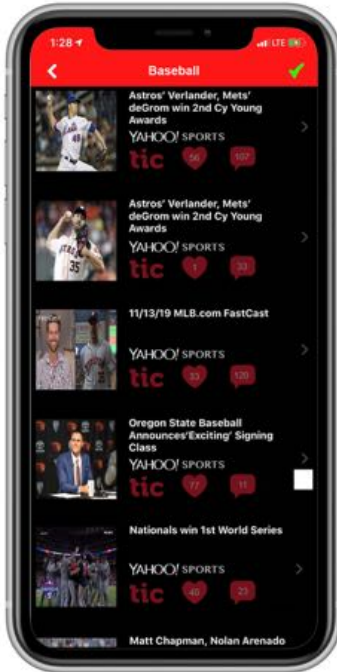 1:28
LTE
Baseball
Astros' Verlander, Mets'
deGrom win 2nd Cy Young
Awards
YAHOO! SPORTS
tic 56 107
Astros' Verlander, Mets'
deGrom win 2nd Cy Young
Awards
YAHOO! SPORTS
tic 1 33
35
11/13/19 MLB.com FastCast
YAHOO! SPORTS
tic 33 120
Oregon State Baseball
Announces'Exciting' Signing
Class
YAHOO! SPORTS
tic 77 11
Nationals win 1st World Series
YAHOO! SPORTS
tic 40 23
Matt Chapman, Nolan Arenado